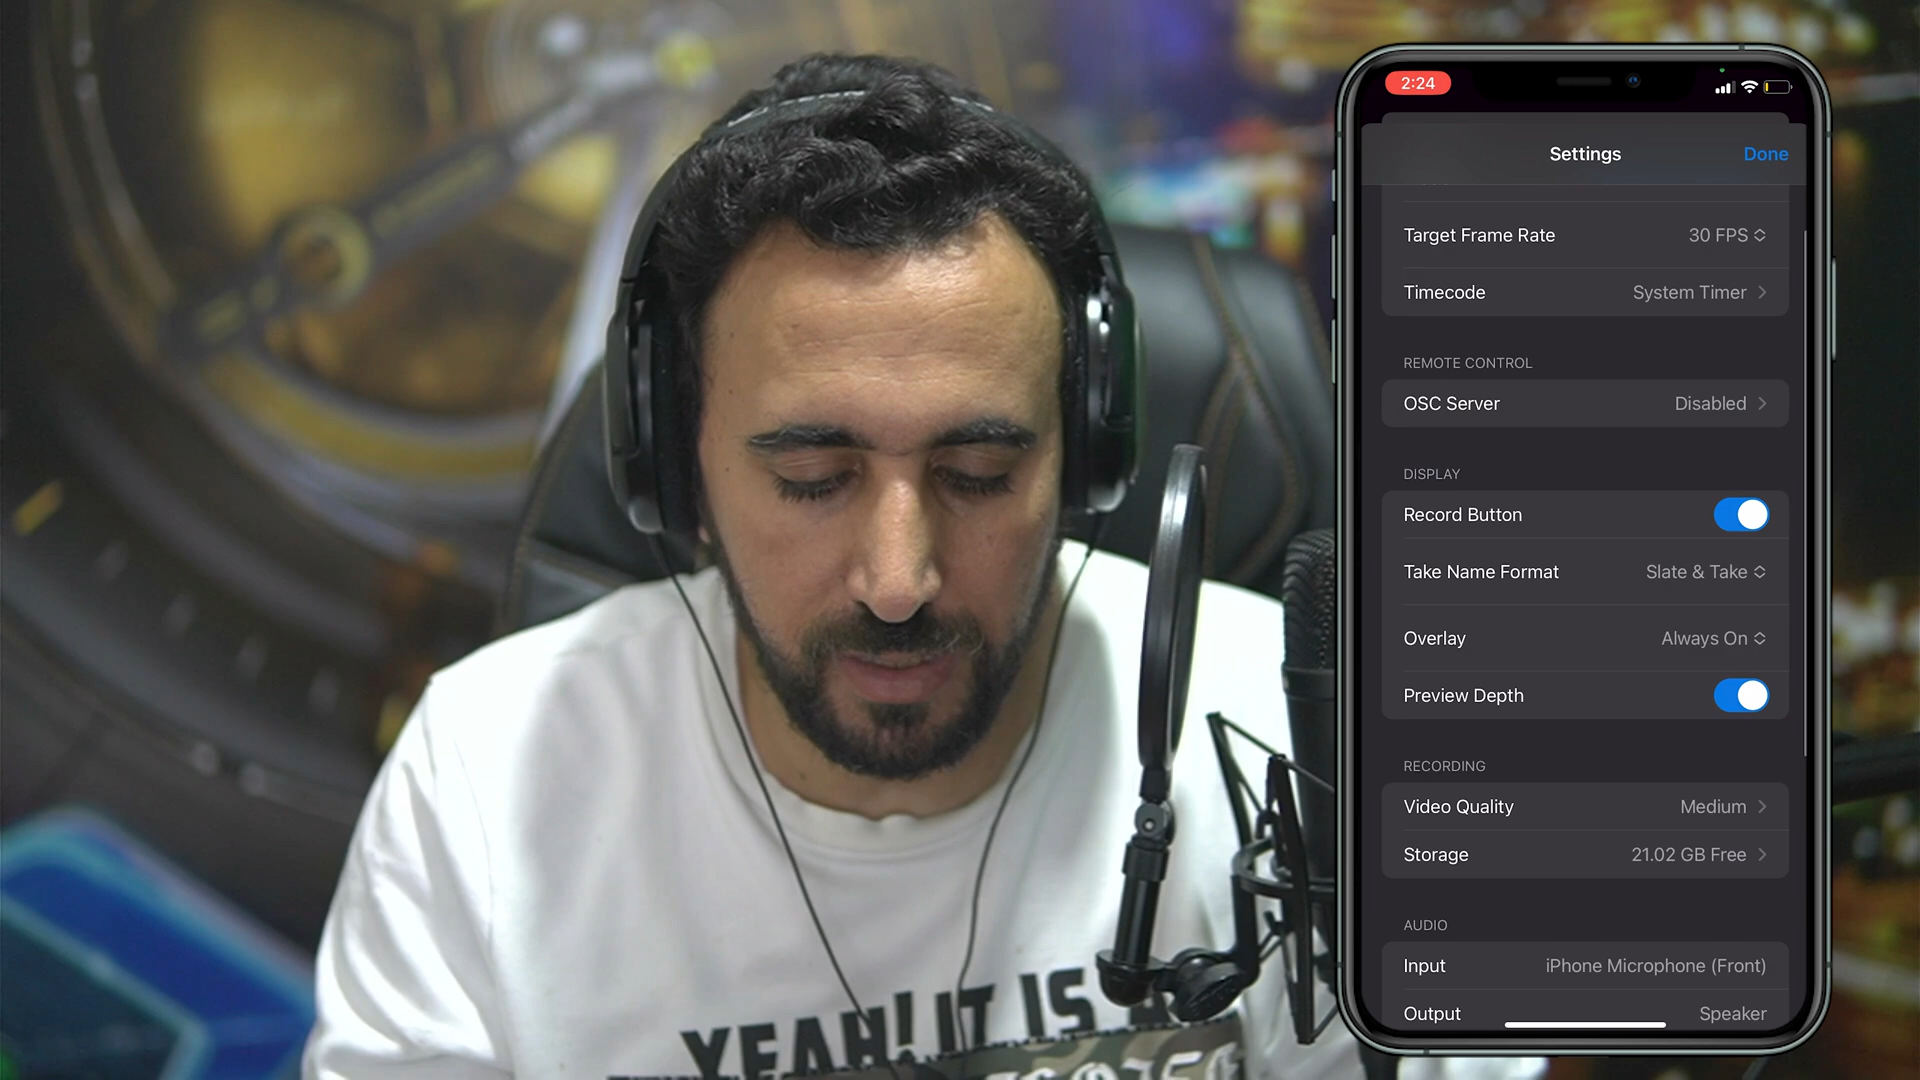 2:24
Settings
Done
Target Frame Rate
30 FPS
Timecode
System Timer
REMOTE CONTROL
OSC Server
Disabled
DISPLAY
Record Button
Take Name Format
Slate & Take
Overlay
Always On
Preview Depth
RECORDING
Video Quality
Medium
Storage
21.02 GB Free
AUDIO
Input
iPhone Microphone (Front)
Output
Speaker
YEAH! IT IS